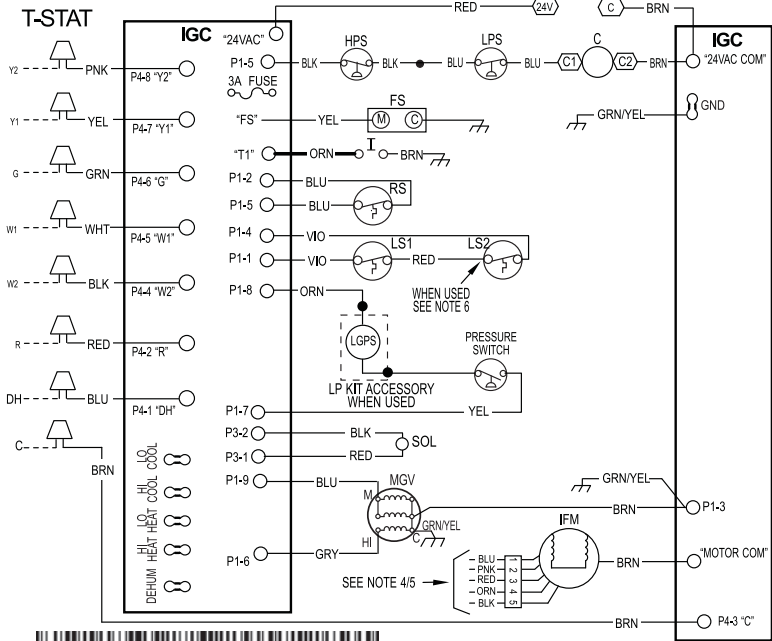 T-STAT
RED
24V
C
BRN
IGC
"24VAC"
IGC
"24VAC COM"
HPS
LPS
C
Y2
PNK
P4-8 "Y2"
P1-5
BLK
BLK
BLU
BLU
C1
C2
BRN
3A FUSE
FS
GND
Y1
YEL
P4-7 "Y1"
"FS"
YEL
M
C
GRN/YEL
I
"T1"
ORN
BRN
G
GRN
P4-6 "G"
P1-2
BLU
RS
P1-5
BLU
W1
WHT
P4-5 "W1"
P1-4
VIO
LS1
LS2
P1-1
VIO
RED
W2
BLK
P4-4 "W2"
P1-8
ORN
WHEN USED
SEE NOTE 6
R
RED
P4-2 "R"
LGPS
PRESSURE
SWITCH
LP KIT ACCESSORY
WHEN USED
DH
BLU
P4-1 "DH"
P1-7
YEL
C
P3-2
BLK
SOL
P3-1
RED
BRN
LO
COOL
HI
COOL
LO
HEAT
HI
HEAT
DEHUM
P1-9
BLU
M
MGV
GRN/YEL
BRN
P1-3
GRN/YEL
HI
C
P1-6
GRY
IFM
SEE NOTE 4/5
BLU
PNK
RED
ORN
BLK
1
2
3
4
5
BRN
"MOTOR COM"
BRN
P4-3 "C"